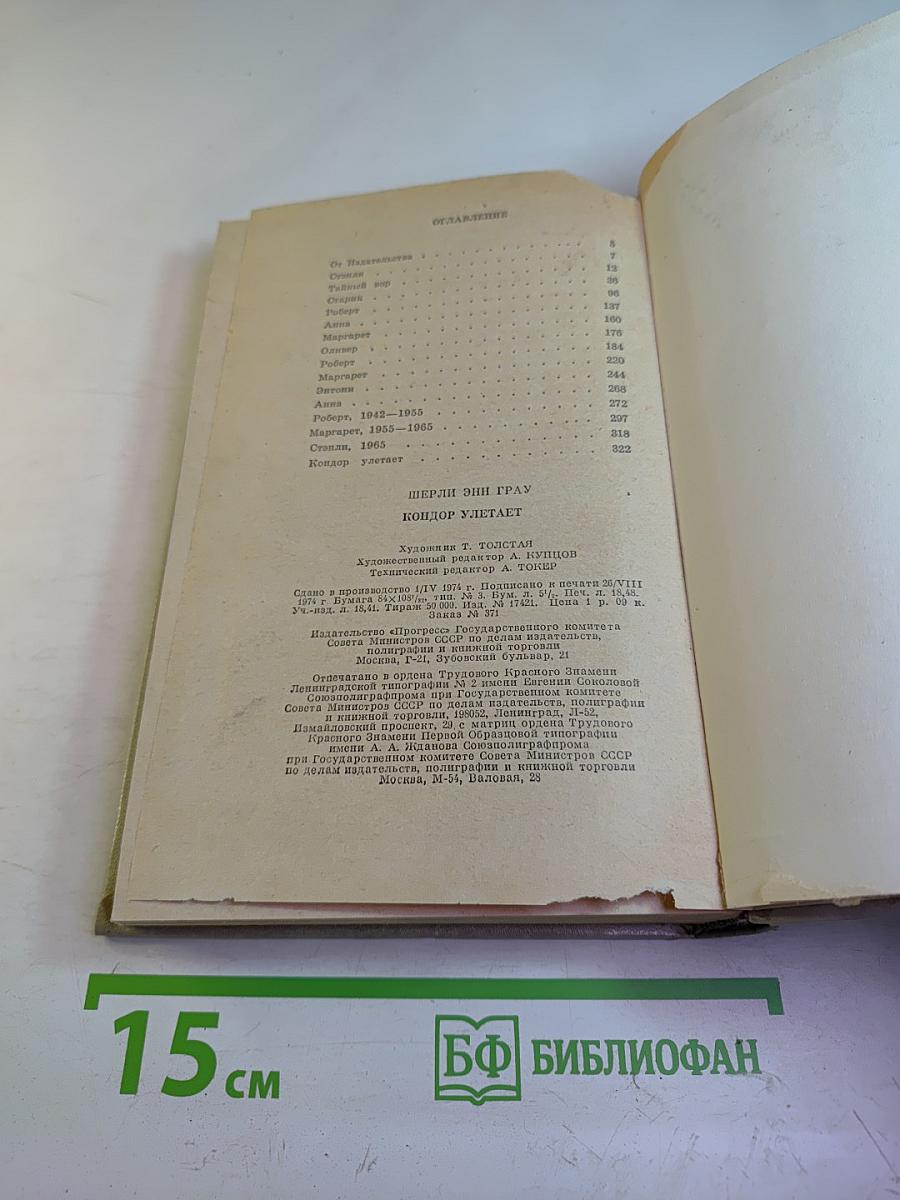 ОГЛАВЛЕНИЕ
От Издательства . . . . . . . . . . 5
Стэнли . . . . . . . . . . 7
Тайный вор . . . . . . . . . . 12
Старик . . . . . . . . . . 36
Роберт . . . . . . . . . . 96
Анна . . . . . . . . . . 137
Маргарет . . . . . . . . . . 160
Оливер . . . . . . . . . . 176
Роберт . . . . . . . . . . 184
Маргарет . . . . . . . . . . 220
Энтони . . . . . . . . . . 244
Анна . . . . . . . . . . 268
Роберт, 1942—1955 . . . . . . . . . . 272
Маргарет, 1955—1965 . . . . . . . . . . 297
Стэнли, 1965 . . . . . . . . . . 318
Кондор улетает . . . . . . . . . . 322
ШЕРЛИ ЭНН ГРАУ
КОНДОР УЛЕТАЕТ
Художник Т. ТОЛСТАЯ
Художественный редактор А. КУПЦОВ
Технический редактор А. ТОКЕР
Сдано в производство 1/IV 1974 г. Подписано к печати 26/VIII
1974 г. Бумага 84×108¹/₃₂, тип. № 3. Бум. л. 5¹/₂. Печ. л. 18,48.
Уч.-изд. л. 18,41. Тираж 50 000. Изд. № 17421. Цена 1 р. 09 к.
Заказ № 371
Издательство «Прогресс» Государственного комитета
Совета Министров СССР по делам издательств,
полиграфии и книжной торговли
Москва, Г-21, Зубовский бульвар, 21
Отпечатано в ордена Трудового Красного Знамени
Ленинградской типографии № 2 имени Евгении Соколовой
Союзполиграфпрома при Государственном комитете
Совета Министров СССР по делам издательств, полиграфии
и книжной торговли, 198052, Ленинград, Л-52,
Измайловский проспект, 29, с матриц ордена Трудового
Красного Знамени Первой Образцовой типографии
имени А. А. Жданова Союзполиграфпрома
при Государственном комитете Совета Министров СССР
по делам издательств, полиграфии и книжной торговли
Москва, М-54, Валовая, 28
15 см
БФ БИБЛИОФАН